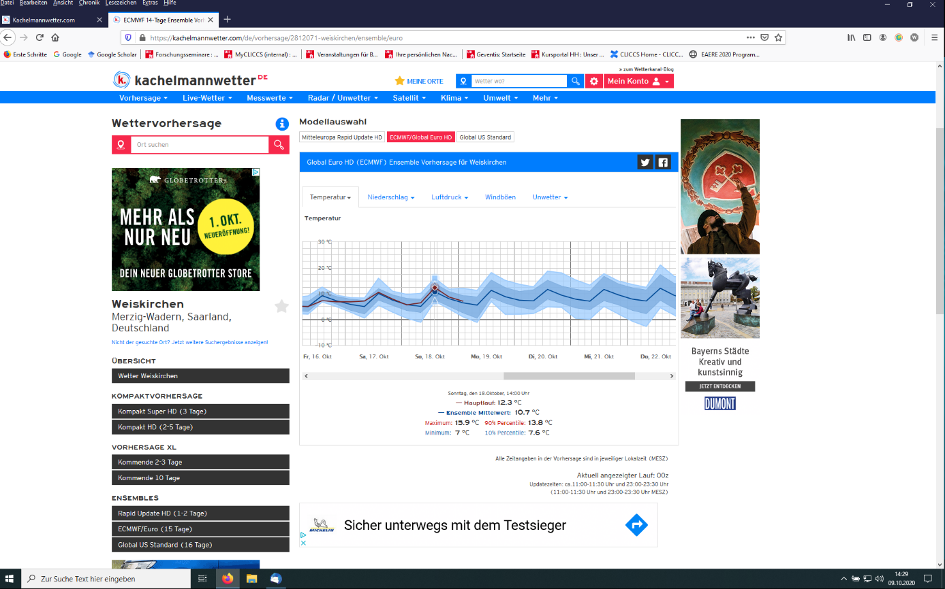 Datei Bearbeiten Ansicht Chronik Lesezeichen Extras Hilfe
Kachelmannwetter.com
ECMWF 14-Tage Ensemble Vor
https://kachelmannwetter.com/de/vorhersage/2812071-weiskirchen/ensemble/euro
Erste Schritte Google Google Scholar Forschungsseminare : ... MyCLICCS (internal): ... Veranstaltungen für B... Ihre persönlichen Nac... Geventis: Startseite Kursportal HH: Unser ... CLICCS Home - CLICC... EAERE 2020 Program...
> zum Wetterkanal-Blog
kachelmannwetter DE
MEINE ORTE
Wetter wo?
Mein Konto
Vorhersage Live-Wetter Messwerte Radar / Unwetter Satellit Klima Umwelt Mehr
Wettervorhersage
Ort suchen
GLOBETROTTER
MEHR ALS
NUR NEU
1. OKT.
NEUERÖFFNUNG!
DEIN NEUER GLOBETROTTER STORE
Weiskirchen
Merzig-Wadern, Saarland,
Deutschland
Nicht der gesuchte Ort? Jetzt weitere Suchergebnisse anzeigen!
ÜBERSICHT
Wetter Weiskirchen
KOMPAKTVORHERSAGE
Kompakt Super HD (3 Tage)
Kompakt HD (2-5 Tage)
VORHERSAGE XL
Kommende 2-3 Tage
Kommende 10 Tage
ENSEMBLES
Rapid Update HD (1-2 Tage)
ECMWF/Euro (15 Tage)
Global US Standard (16 Tage)
Modellauswahl
Mitteleuropa Rapid Update HD
ECMWF/Global Euro HD
Global US Standard
Global Euro HD (ECMWF) Ensemble Vorhersage für Weiskirchen
Temperatur Niederschlag Luftdruck Windböen Unwetter
Temperatur
30 °C
20 °C
10 °C
0 °C
-10 °C
Fr, 16. Okt Sa, 17. Okt So, 18. Okt Mo, 19. Okt Di, 20. Okt Mi, 21. Okt Do, 22. Okt
Sonntag, den 18.Oktober, 14:00 Uhr
Hauptlauf: 12.3 °C
Ensemble Mittelwert: 10.7 °C
Maximum: 15.9 °C 90% Percentile: 13.8 °C
Minimum: 7 °C 10% Percentile: 7.6 °C
Alle Zeitangaben in der Vorhersage sind in jeweiliger Lokalzeit (MESZ)
Aktuell angezeigter Lauf: 00z
Updatezeiten: ca.11:00-11:30 Uhr und 23:00-23:30 Uhr
(11:00-11:30 Uhr und 23:00-23:30 Uhr MESZ)
MICHELIN
Sicher unterwegs mit dem Testsieger
Bayerns Städte
Kreativ und
kunstsinnig
JETZT ENTDECKEN
DUMONT
Zur Suche Text hier eingeben
14:29
09.10.2020